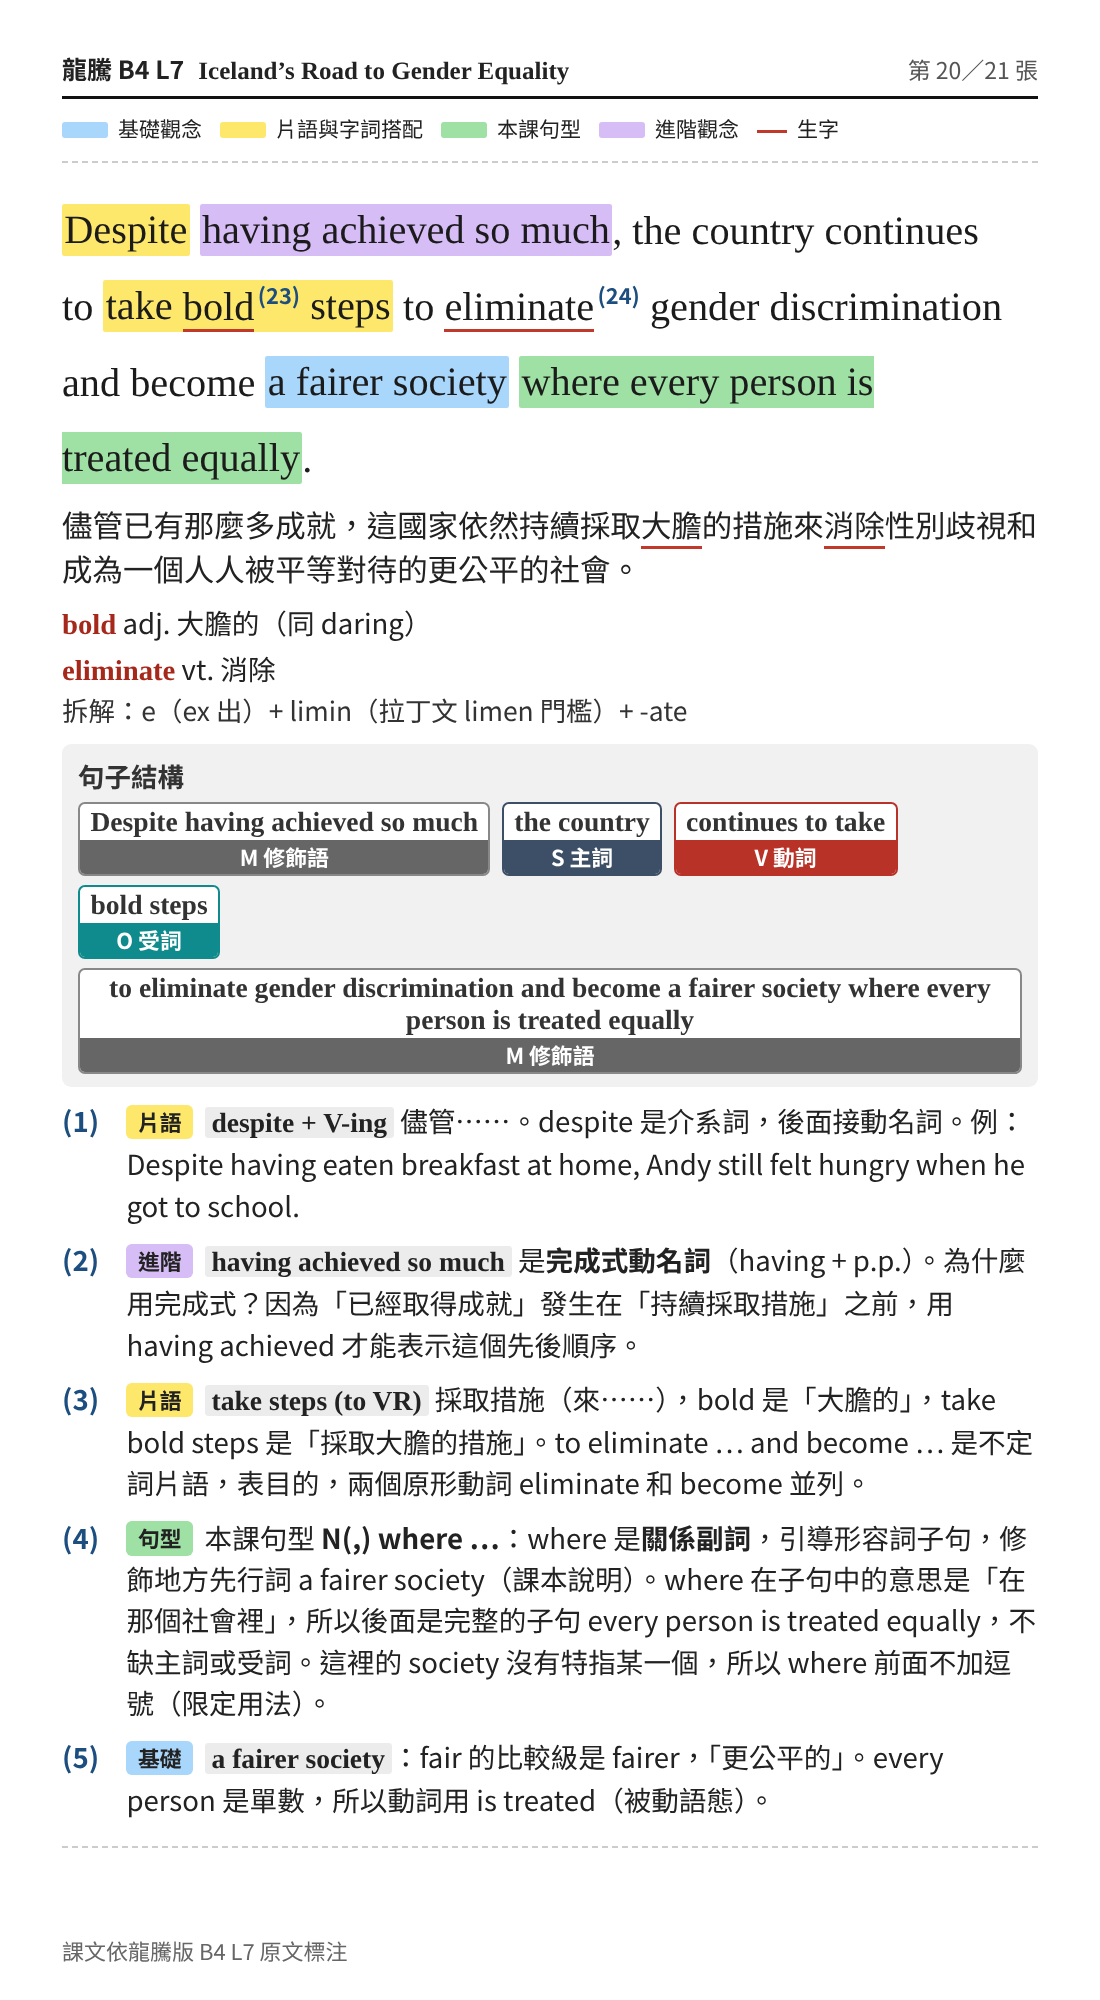 龍騰 B4 L7 Iceland’s Road to Gender Equality 第 20／21 張
基礎觀念 片語與字詞搭配 本課句型 進階觀念 生字
Despite having achieved so much, the country continues
to take bold(23) steps to eliminate(24) gender discrimination
and become a fairer society where every person is
treated equally.
儘管已有那麼多成就，這國家依然持續採取大膽的措施來消除性別歧視和
成為一個人人被平等對待的更公平的社會。
bold adj. 大膽的（同 daring）
eliminate vt. 消除
拆解：e（ex 出）+ limin（拉丁文 limen 門檻）+ -ate
句子結構
Despite having achieved so much the country continues to take
M 修飾語 S 主詞 V 動詞
bold steps
O 受詞
to eliminate gender discrimination and become a fairer society where every
person is treated equally
M 修飾語
(1) 片語 despite + V-ing 儘管……。despite 是介系詞，後面接動名詞。例：
Despite having eaten breakfast at home, Andy still felt hungry when he
got to school.
(2) 進階 having achieved so much 是完成式動名詞（having + p.p.）。為什麼
用完成式？因為「已經取得成就」發生在「持續採取措施」之前，用
having achieved 才能表示這個先後順序。
(3) 片語 take steps (to VR) 採取措施（來……），bold 是「大膽的」，take
bold steps 是「採取大膽的措施」。to eliminate … and become … 是不定
詞片語，表目的，兩個原形動詞 eliminate 和 become 並列。
(4) 句型 本課句型 N(,) where …：where 是關係副詞，引導形容詞子句，修
飾地方先行詞 a fairer society（課本說明）。where 在子句中的意思是「在
那個社會裡」，所以後面是完整的子句 every person is treated equally，不
缺主詞或受詞。這裡的 society 沒有特指某一個，所以 where 前面不加逗
號（限定用法）。
(5) 基礎 a fairer society：fair 的比較級是 fairer，「更公平的」。every
person 是單數，所以動詞用 is treated（被動語態）。
課文依龍騰版 B4 L7 原文標注